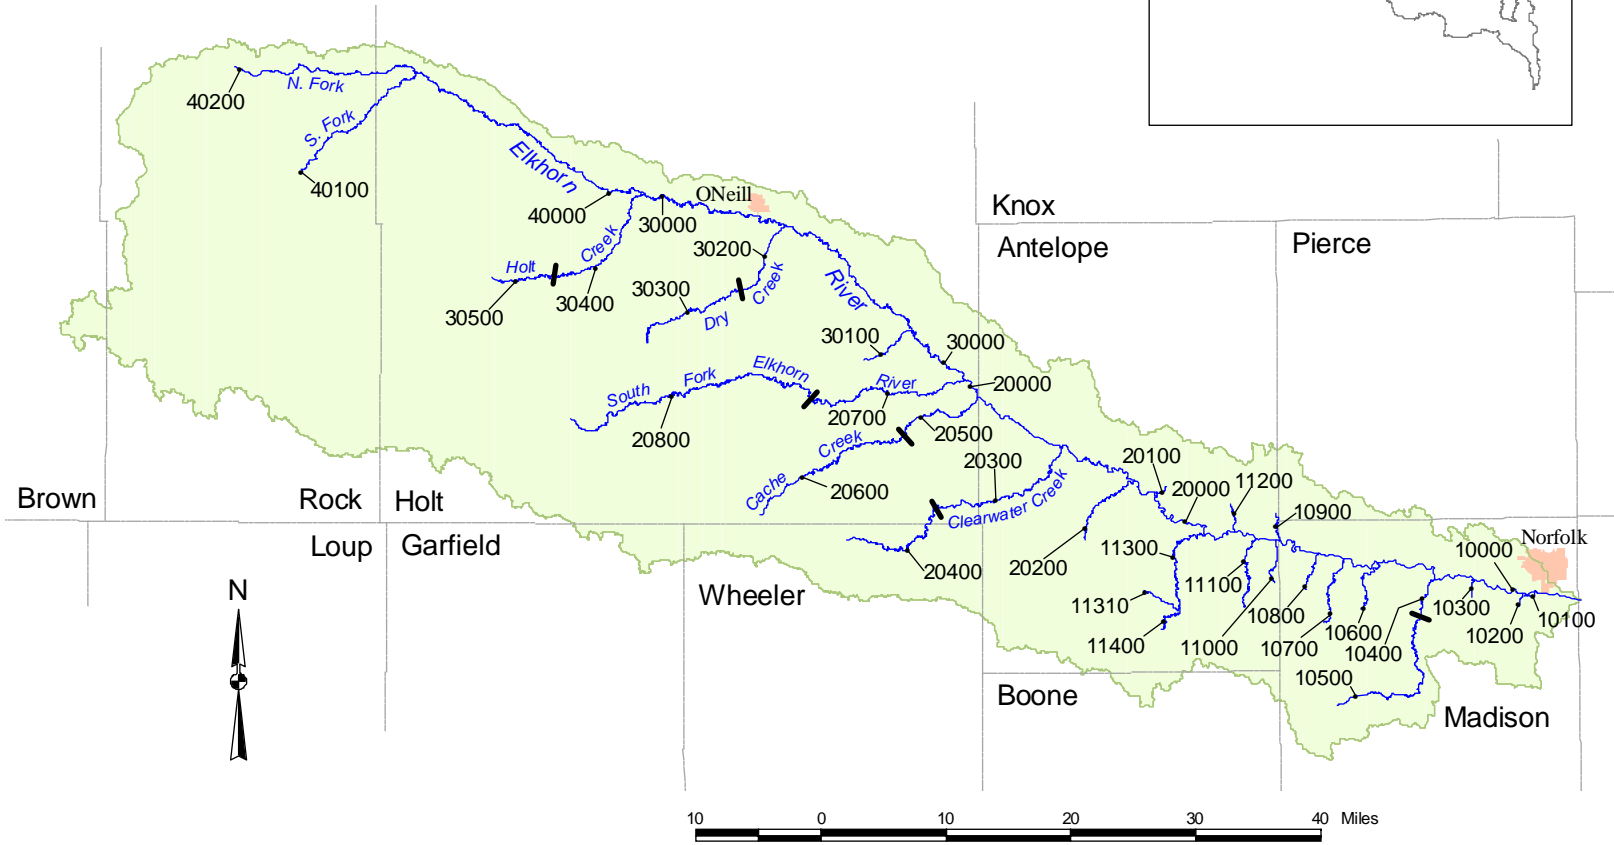 40200
N. Fork
S. Fork
40100
Elkhorn
40000
ONeill
30000
Knox
Antelope
Pierce
Holt
Creek
30200
30500
30400
30300
Dry
Creek
River
30100
30000
South
Fork
Elkhorn
River
20000
20700
20800
20500
Creek
Cache
20600
20300
Clearwater Creek
20100
20000
11200
10900
Brown
Rock
Holt
Loup
Garfield
20400
20200
11300
11100
10000
Norfolk
Wheeler
11310
11400
11000
10800
10700
10600
10400
10300
10200
10100
10500
Boone
Madison
N
10
0
10
20
30
40
Miles